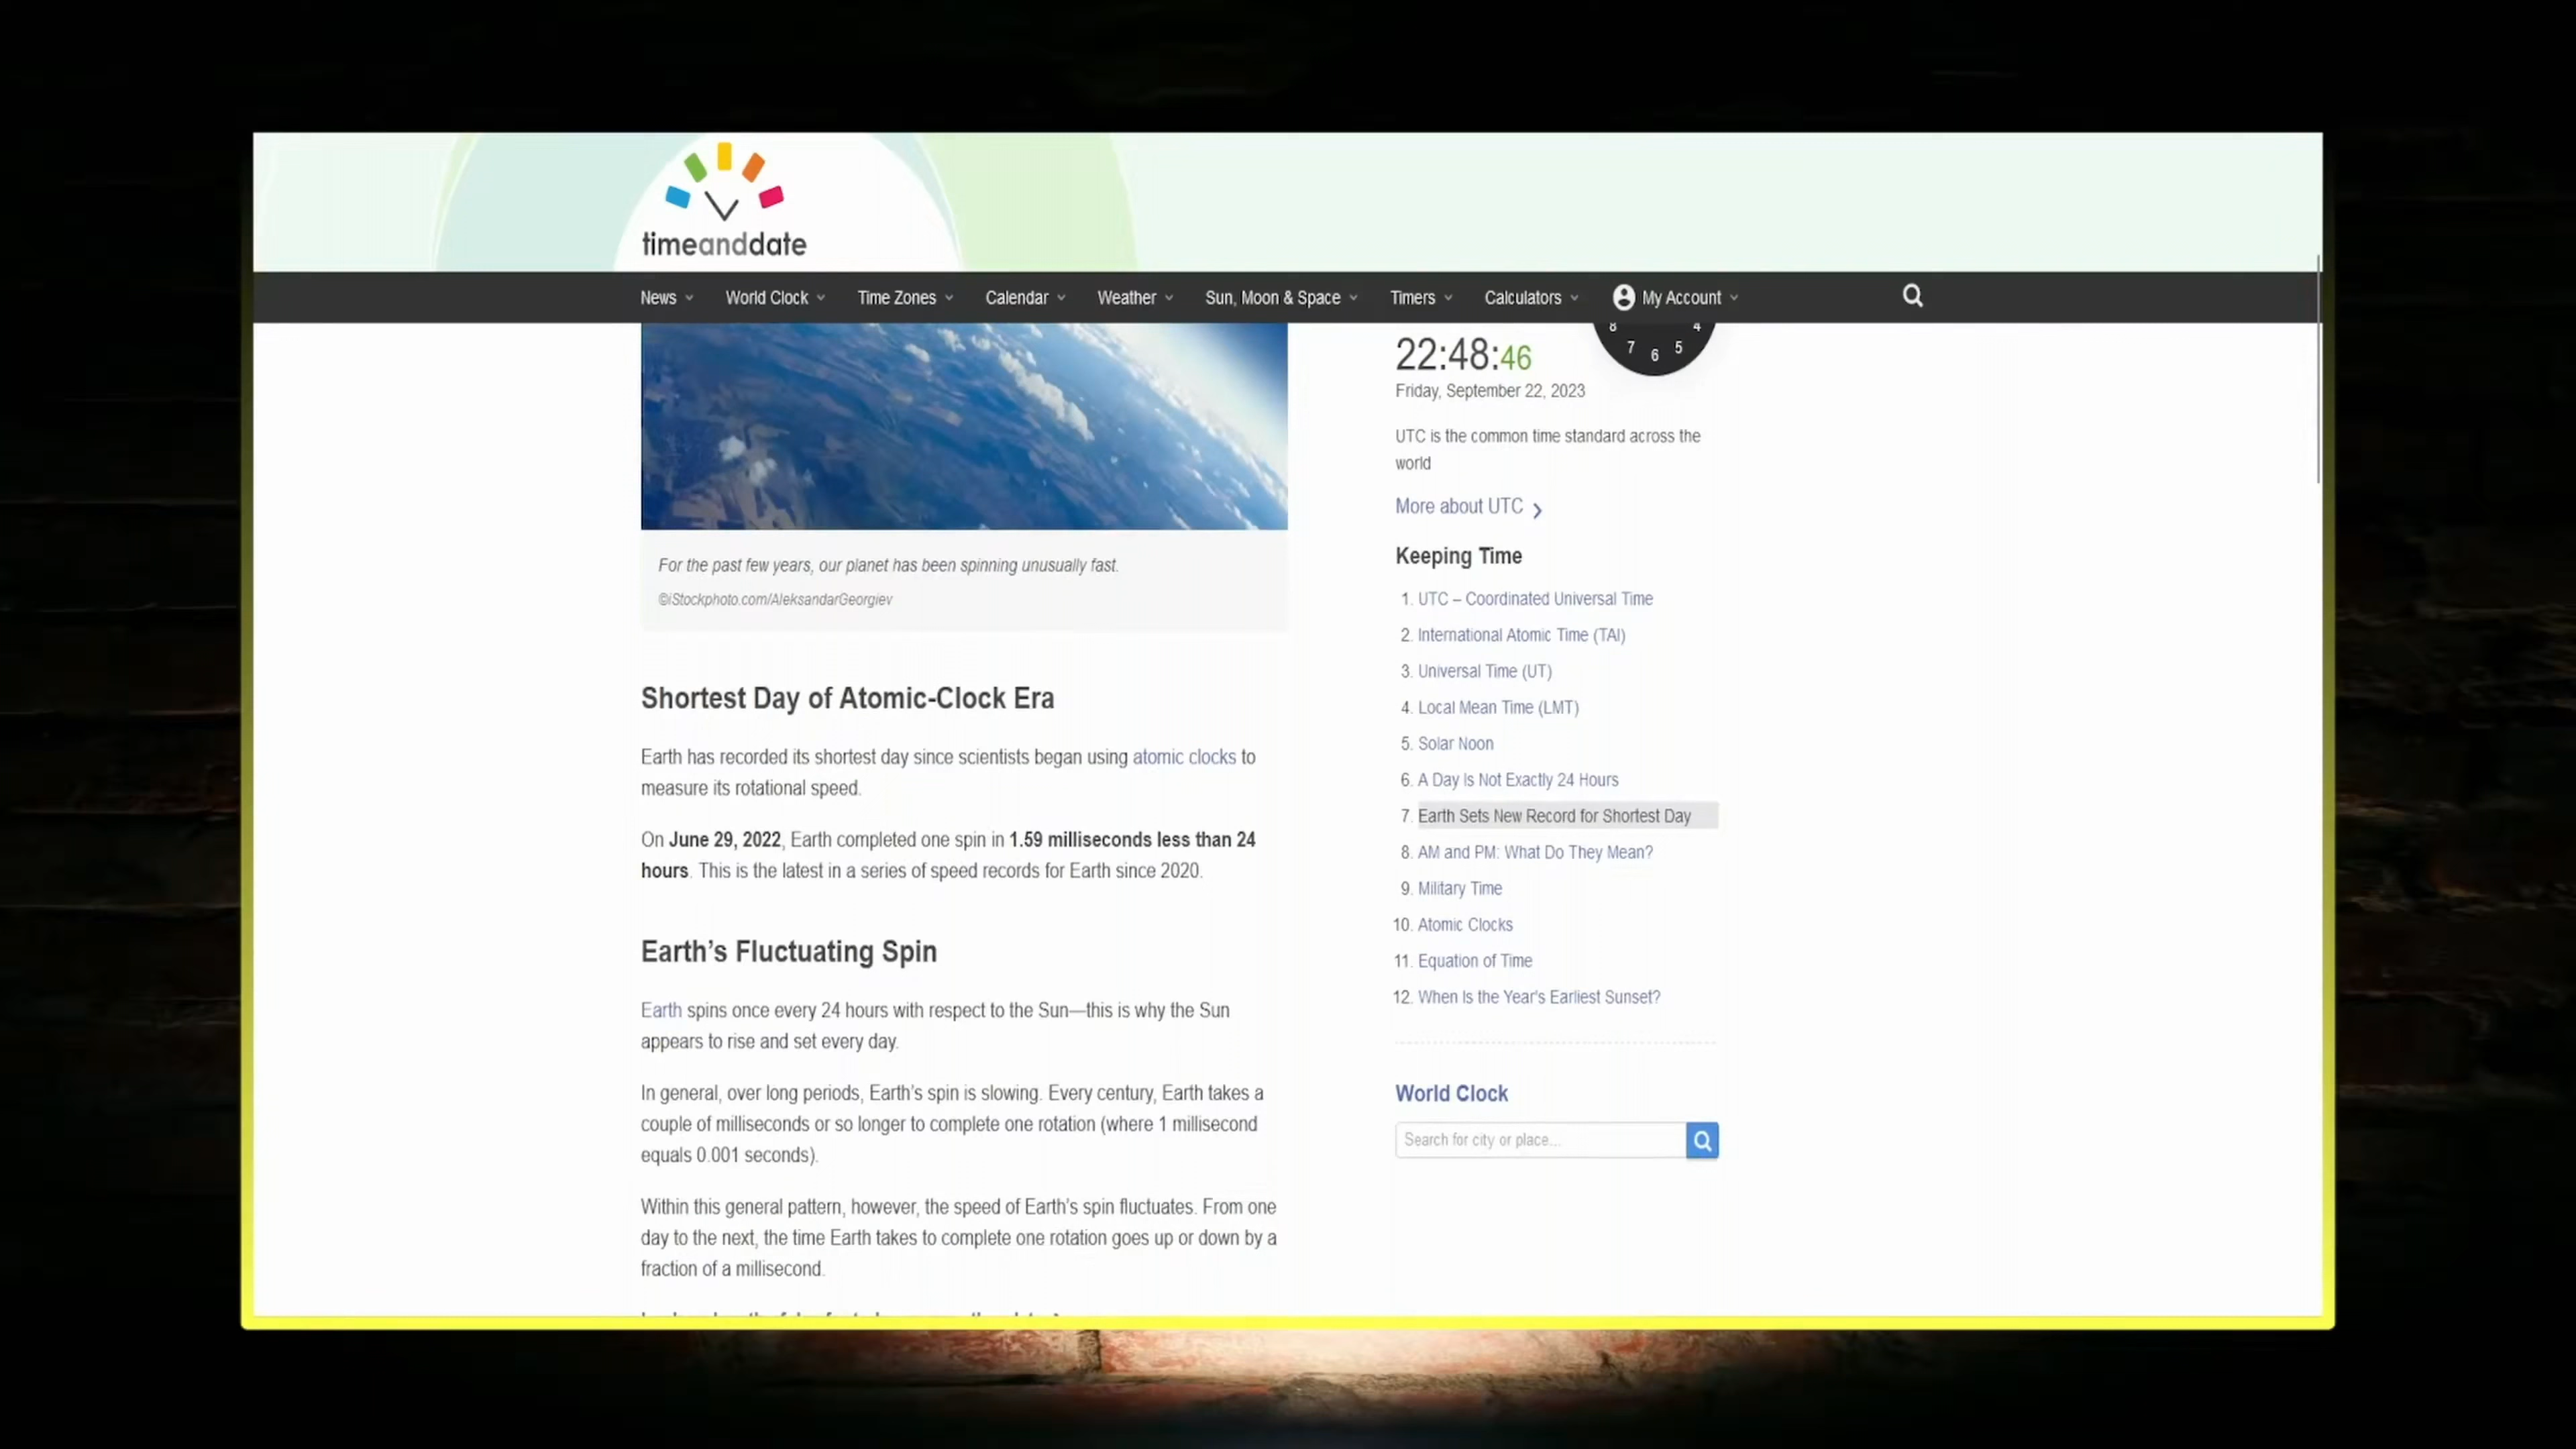 timeanddate
News
World Clock
Time Zones
Calendar
Weather
Sun, Moon & Space
Timers
Calculators
My Account
For the past few years, our planet has been spinning unusually fast.
©iStockphoto.com/AleksandarGeorgiev
Shortest Day of Atomic-Clock Era
Earth has recorded its shortest day since scientists began using atomic clocks to
measure its rotational speed.
On June 29, 2022, Earth completed one spin in 1.59 milliseconds less than 24
hours. This is the latest in a series of speed records for Earth since 2020.
Earth's Fluctuating Spin
Earth spins once every 24 hours with respect to the Sun—this is why the Sun
appears to rise and set every day.
In general, over long periods, Earth's spin is slowing. Every century, Earth takes a
couple of milliseconds or so longer to complete one rotation (where 1 millisecond
equals 0.001 seconds).
Within this general pattern, however, the speed of Earth's spin fluctuates. From one
day to the next, the time Earth takes to complete one rotation goes up or down by a
fraction of a millisecond.
8 4
7 6 5
22:48:46
Friday, September 22, 2023
UTC is the common time standard across the
world
More about UTC
Keeping Time
1. UTC – Coordinated Universal Time
2. International Atomic Time (TAI)
3. Universal Time (UT)
4. Local Mean Time (LMT)
5. Solar Noon
6. A Day Is Not Exactly 24 Hours
7. Earth Sets New Record for Shortest Day
8. AM and PM: What Do They Mean?
9. Military Time
10. Atomic Clocks
11. Equation of Time
12. When Is the Year's Earliest Sunset?
World Clock
Search for city or place...